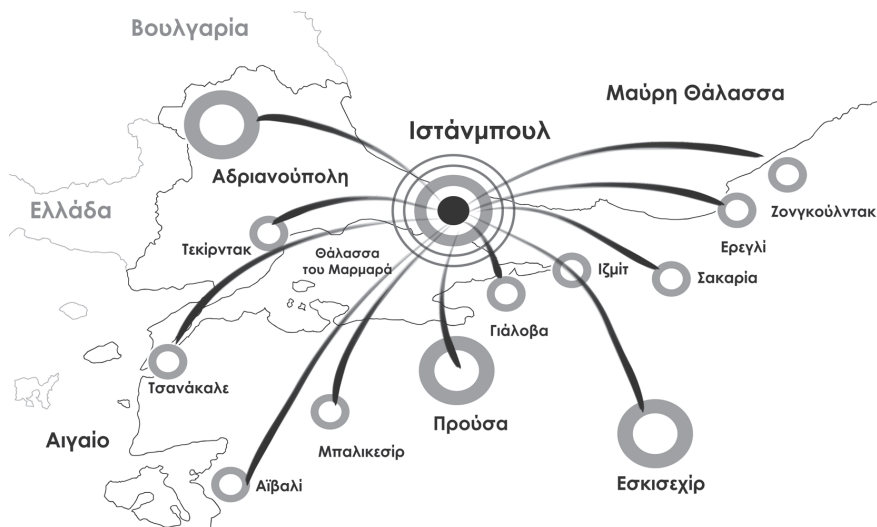 Βουλγαρία
Μαύρη Θάλασσα
Ιστάνμπουλ
Αδριανούπολη
Ελλάδα
Ζονγκούλντακ
Τεκίρντακ
Ερεγλί
Θάλασσα
του Μαρμαρά
Ιζμίτ
Σακαρία
Γιάλοβα
Τσανάκαλε
Προύσα
Αιγαίο
Μπαλικεσίρ
Αϊβαλί
Εσκισεχίρ